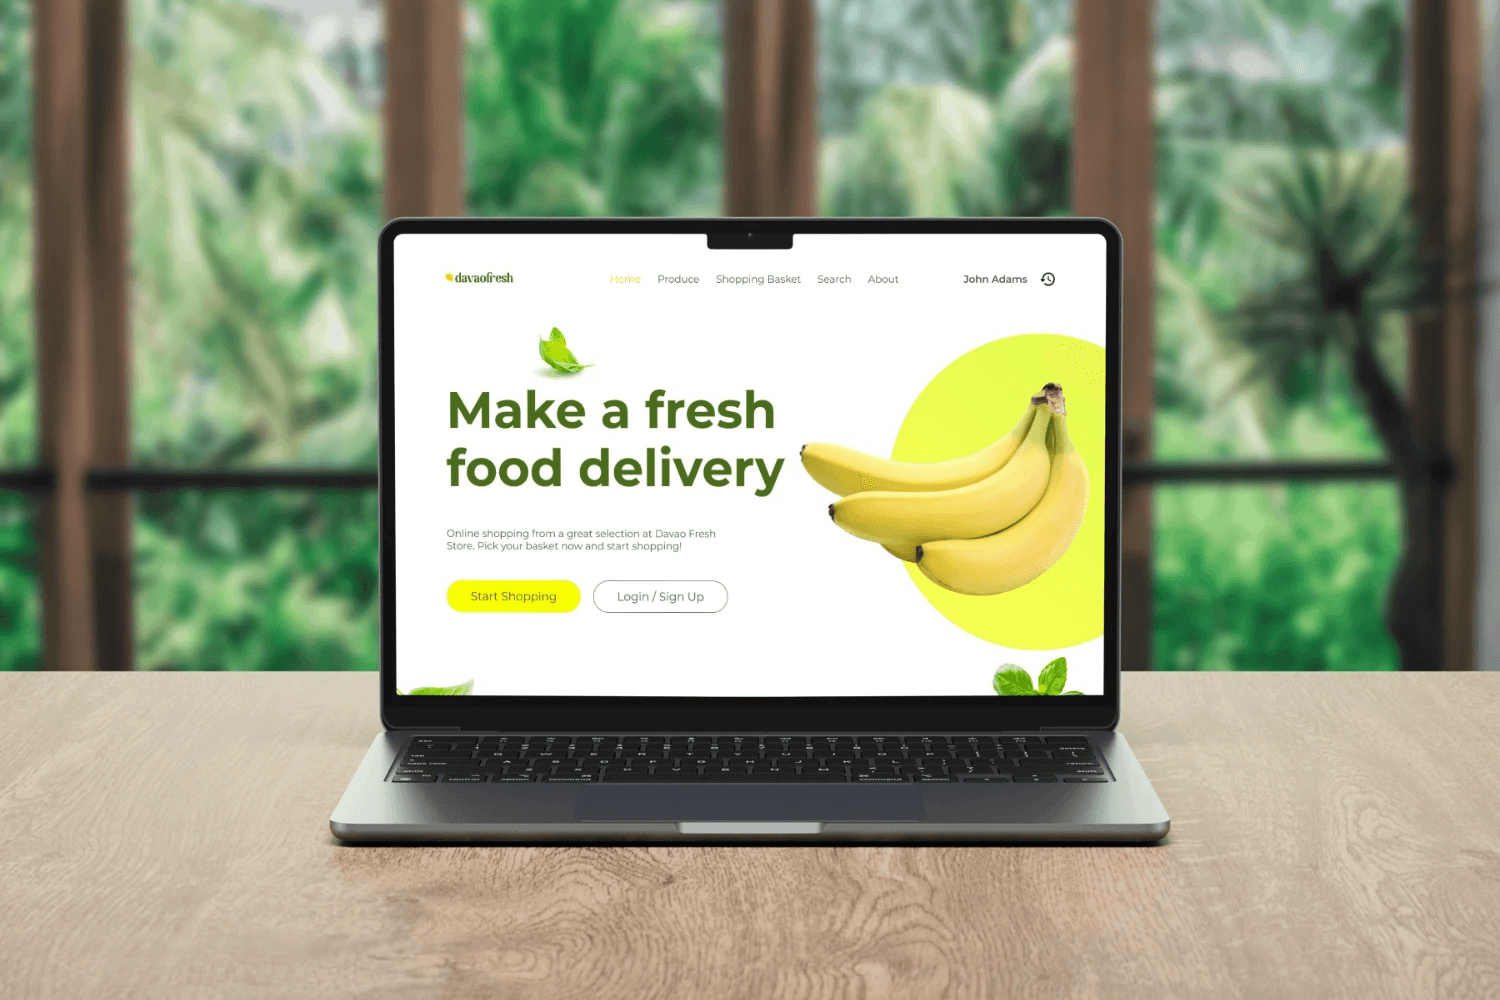 davaofresh
Home Produce Shopping Basket Search About
John Adams
Make a fresh
food delivery
Online shopping from a great selection at Davao Fresh
Store. Pick your basket now and start shopping!
Start Shopping
Login / Sign Up